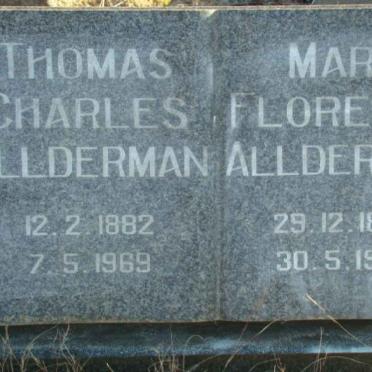 THOMAS
CHARLES
LLDERMAN
12.2.1882
7.5.1969
MAR
FLORE
ALLDER
29.12.18
30.5.19